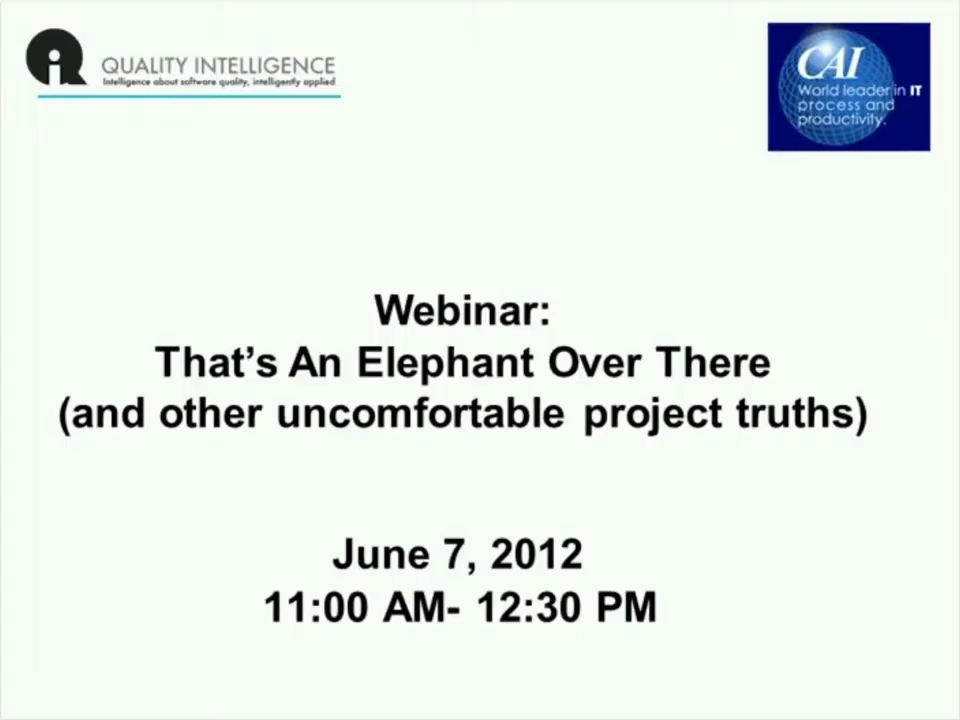 iQ
QUALITY INTELLIGENCE
Intelligence about software quality, intelligently applied
CAI
World leader in IT
process and
productivity.
Webinar:
That's An Elephant Over There
(and other uncomfortable project truths)
June 7, 2012
11:00 AM- 12:30 PM